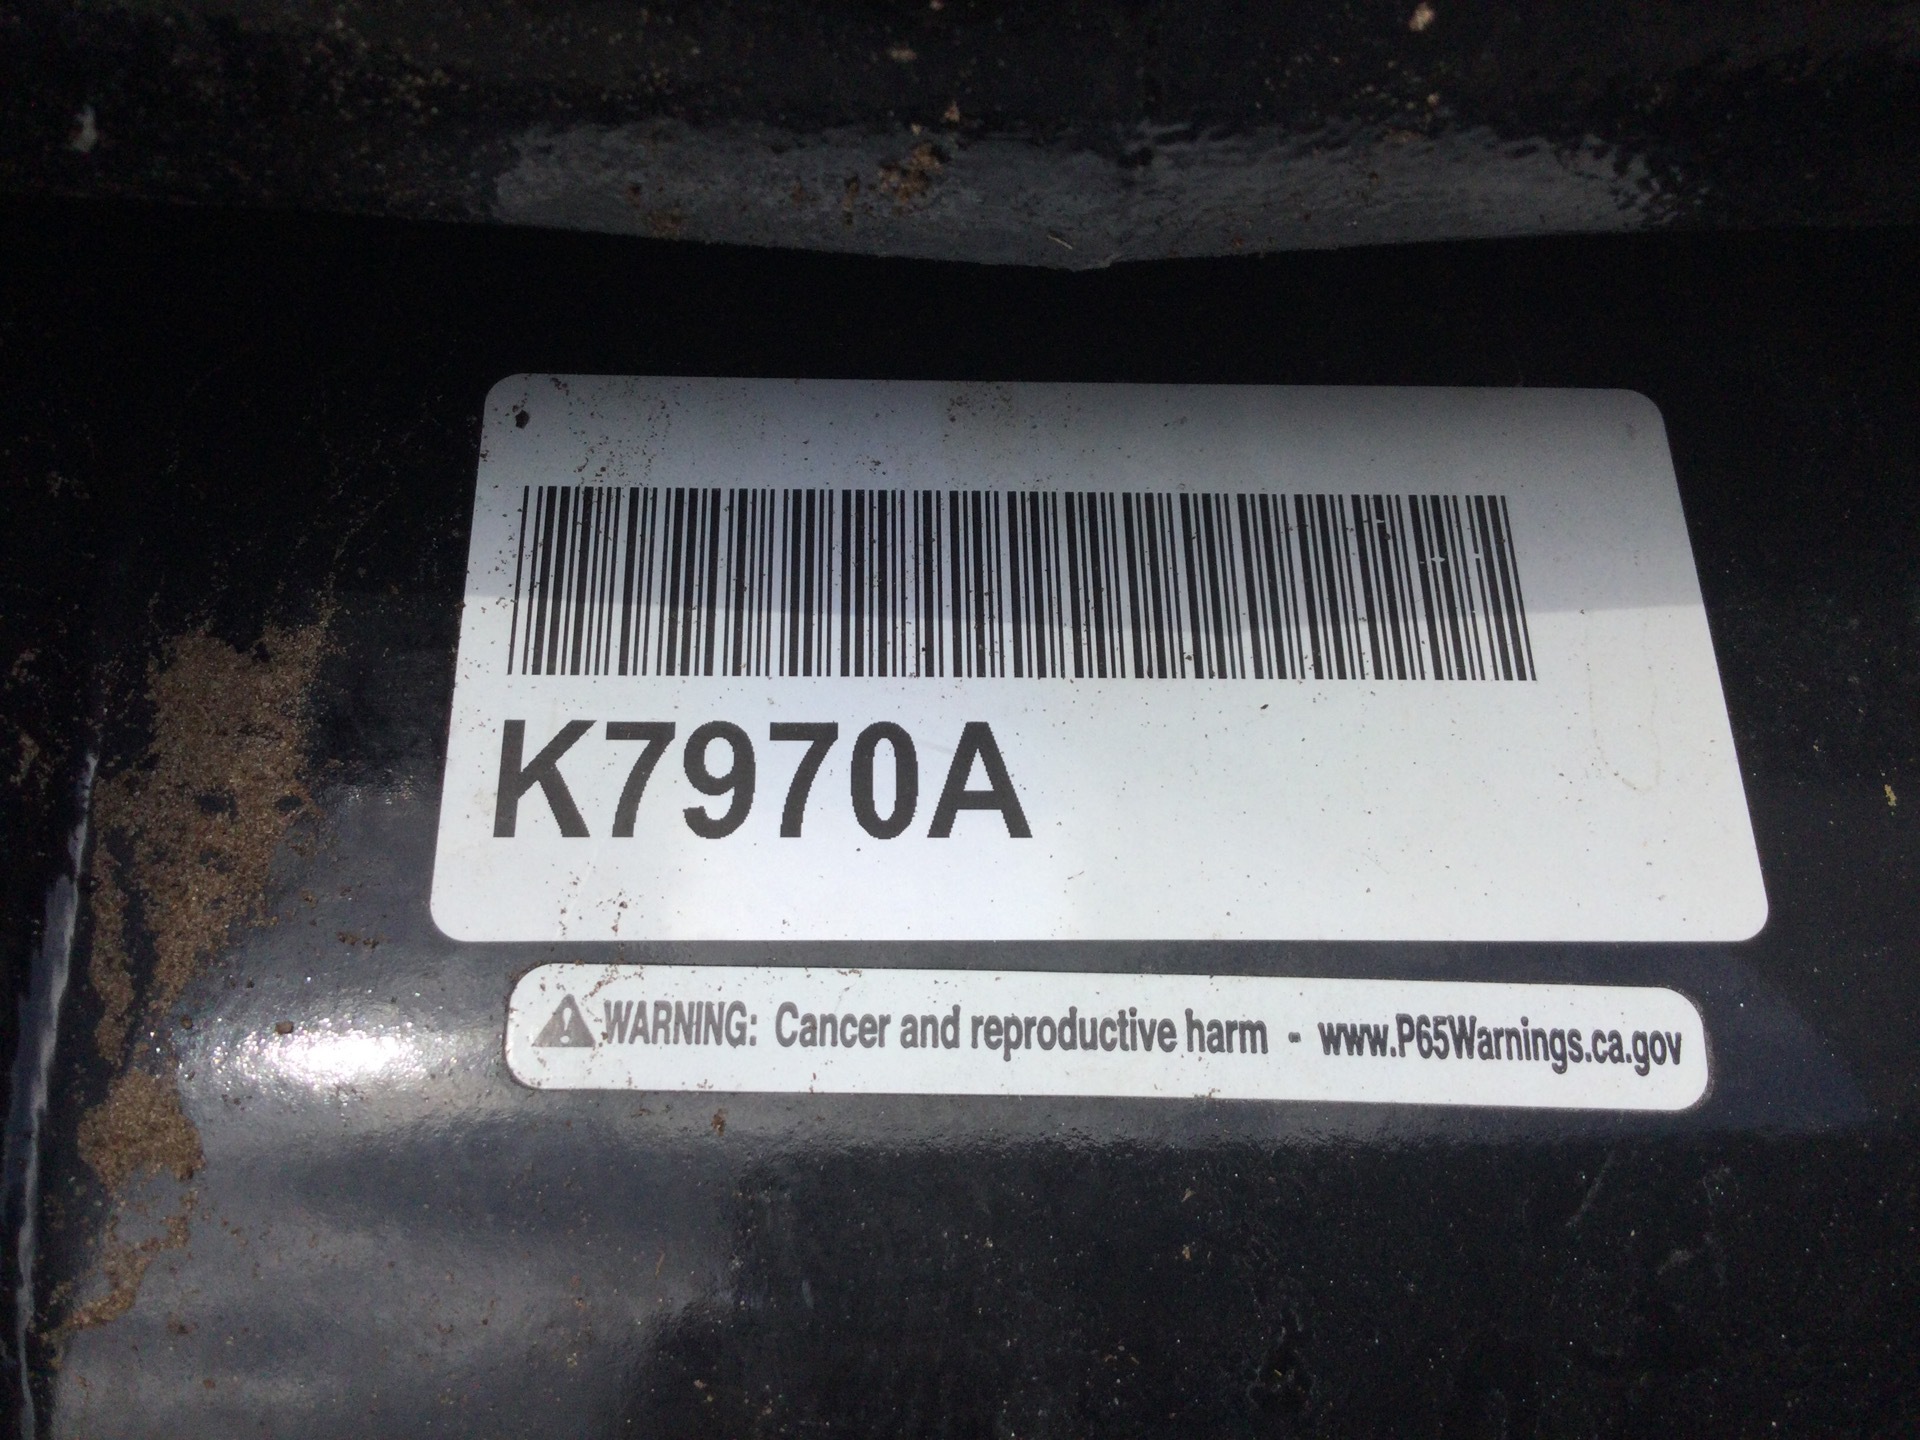 K7970A
WARNING: Cancer and reproductive harm - www.P65Warnings.ca.gov